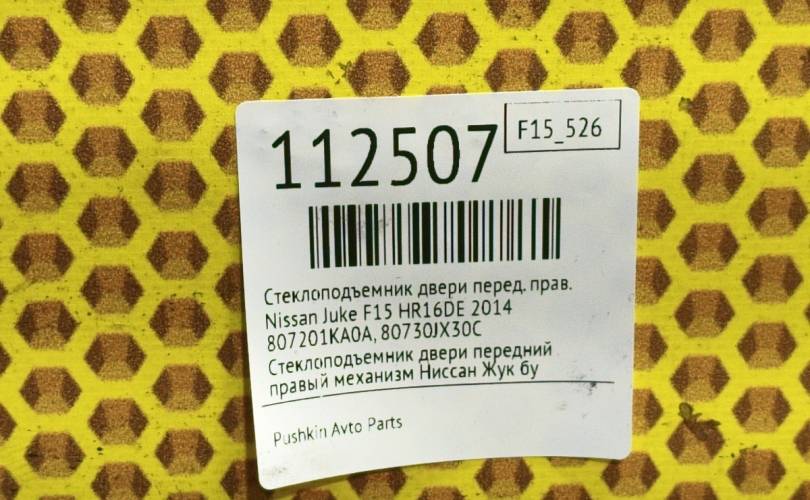 112507
F15_526
Стеклоподъемник двери перед. прав.
Nissan Juke F15 HR16DE 2014
807201KA0A, 80730JX30C
Стеклоподъемник двери передний
правый механизм Ниссан Жук бу
Pushkin Avto Parts